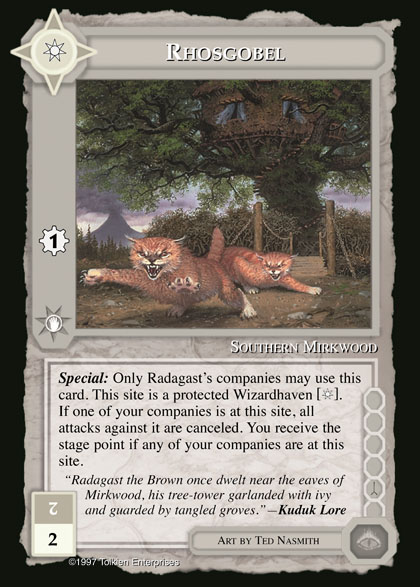 Rhosgobel
1
Southern Mirkwood
Special: Only Radagast's companies may use this
card. This site is a protected Wizardhaven [☼].
If one of your companies is at this site, all
attacks against it are canceled. You receive the
stage point if any of your companies are at this
site.
“Radagast the Brown once dwelt near the eaves of
Mirkwood, his tree-tower garlanded with ivy
and guarded by tangled groves.”—Kuduk Lore
2
2
Art by Ted Nasmith
©1997 Tolkien Enterprises